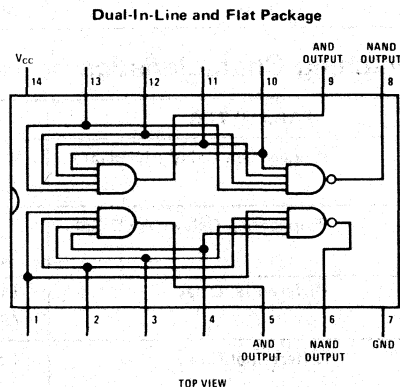 Dual-In-Line and Flat Package
AND OUTPUT
NAND OUTPUT
VCC
14 13 12 11 10 9 8
1 2 3 4 5 6 7
AND OUTPUT
NAND OUTPUT
GND
TOP VIEW